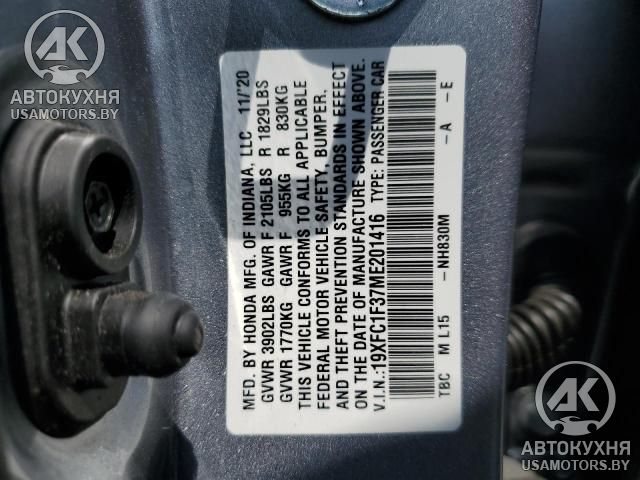 MFD. BY HONDA MFG. OF INDIANA, LLC 11/'20
GVWR 3902LBS GAWR F 2105LBS R 1829LBS
GVWR 1770KG GAWR F 955KG R 830KG
THIS VEHICLE CONFORMS TO ALL APPLICABLE
FEDERAL MOTOR VEHICLE SAFETY, BUMPER,
AND THEFT PREVENTION STANDARDS IN EFFECT
ON THE DATE OF MANUFACTURE SHOWN ABOVE.
V.I.N.:19XFC1F37ME201416 TYPE: PASSENGER CAR
TBC M L15 -NH830M -A -E
АК
АВТОКУХНЯ
USAMOTORS.BY
АК
АВТОКУХНЯ
USAMOTORS.BY